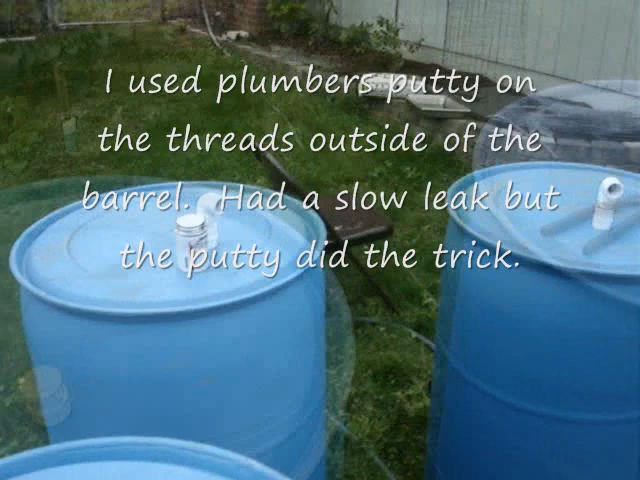 I used plumbers putty on
the threads outside of the
barrel. Had a slow leak but
the putty did the trick.